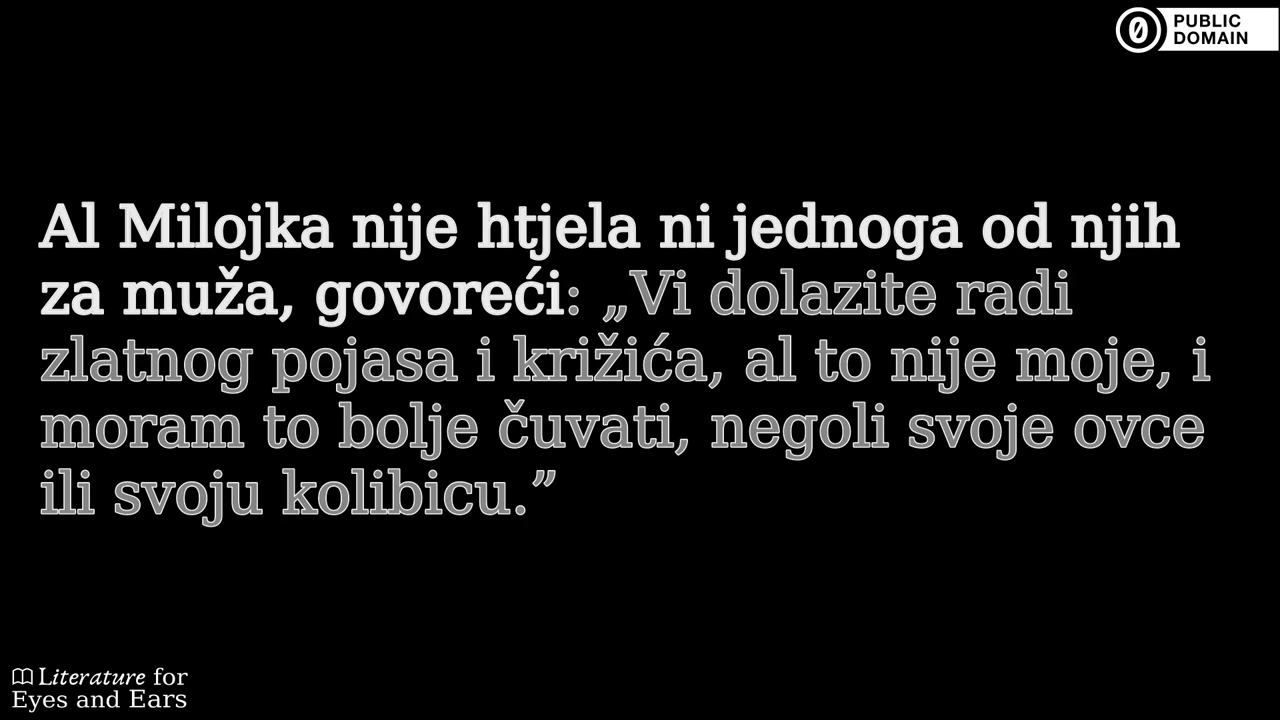 PUBLIC
DOMAIN
Al Milojka nije htjela ni jednoga od njih
za muža, govoreći: „Vi dolazite radi
zlatnog pojasa i križića, al to nije moje, i
moram to bolje čuvati, negoli svoje ovce
ili svoju kolibicu.”
Literature for
Eyes and Ears